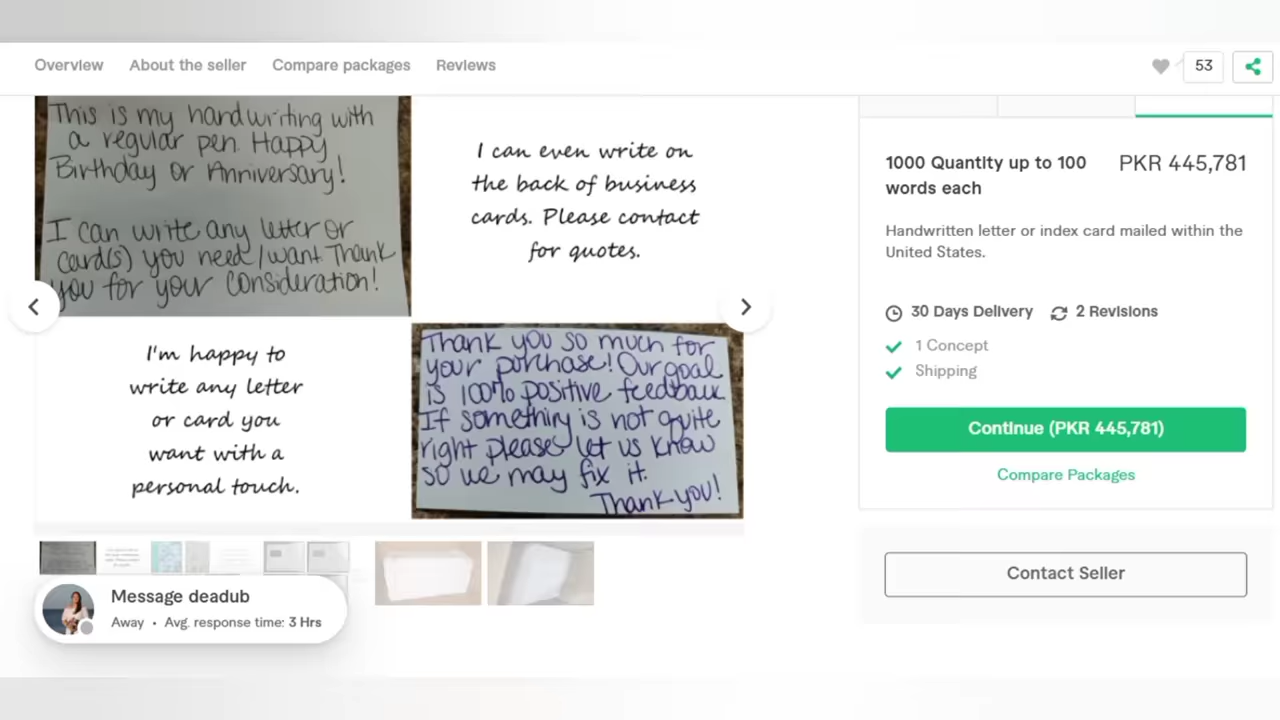 Overview About the seller Compare packages Reviews
53
This is my handwriting with
a regular pen. Happy
Birthday or Anniversary!
I can write any letter or
card(s) you need/want Thank
you for your consideration!
I can even write on
the back of business
cards. Please contact
for quotes.
I'm happy to
write any letter
or card you
want with a
personal touch.
Thank you so much for
your purchase! Our goal
is 100% positive feedback
If something is not quite
right please let us know
so we may fix it.
Thank you!
Message deadub
Away • Avg. response time: 3 Hrs
1000 Quantity up to 100
words each
PKR 445,781
Handwritten letter or index card mailed within the
United States.
30 Days Delivery 2 Revisions
1 Concept
Shipping
Continue (PKR 445,781)
Compare Packages
Contact Seller